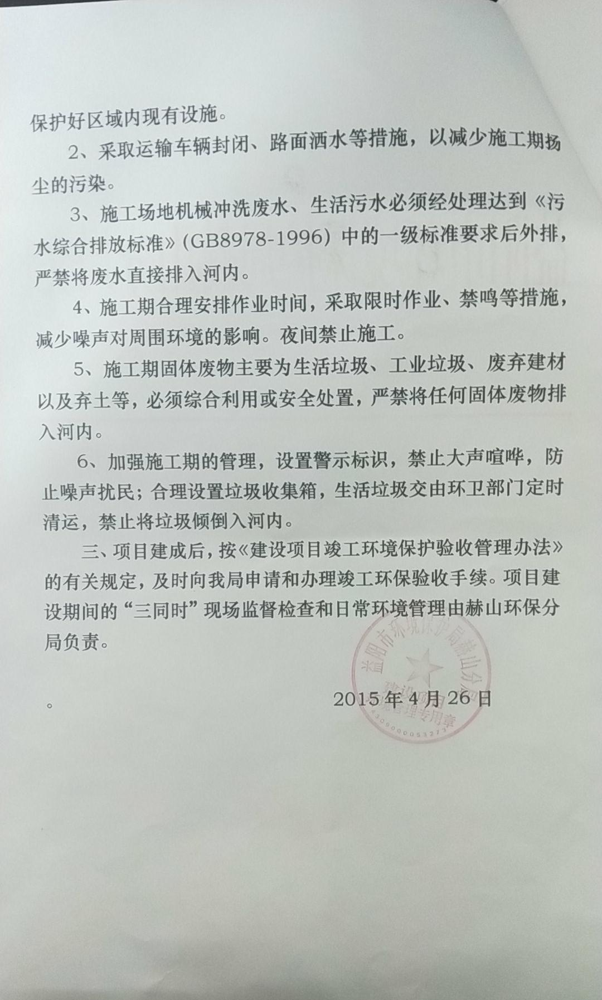 保护好区域内现有设施。
2、采取运输车辆封闭、路面洒水等措施，以减少施工期扬
尘的污染。
3、施工场地机械冲洗废水、生活污水必须经处理达到《污
水综合排放标准》(GB8978-1996）中的一级标准要求后外排，
严禁将废水直接排入河内。
4、施工期合理安排作业时间，采取限时作业、禁鸣等措施，
减少噪声对周围环境的影响。夜间禁止施工。
5、施工期固体废物主要为生活垃圾、工业垃圾、废弃建材
以及弃土等，必须综合利用或安全处置，严禁将任何固体废物排
入河内。
6、加强施工期的管理，设置警示标识，禁止大声喧哗，防
止噪声扰民；合理设置垃圾收集箱，生活垃圾交由环卫部门定时
清运，禁止将垃圾倾倒入河内。
三、项目建成后，按《建设项目竣工环境保护验收管理办法》
的有关规定，及时向我局申请和办理竣工环保验收手续。项目建
设期间的“三同时”现场监督检查和日常环境管理由赫山环保分
局负责。
益阳市环境保护局赫山分局
。
2015年4月26日
建设项目
环境管理专用章
4309000053273